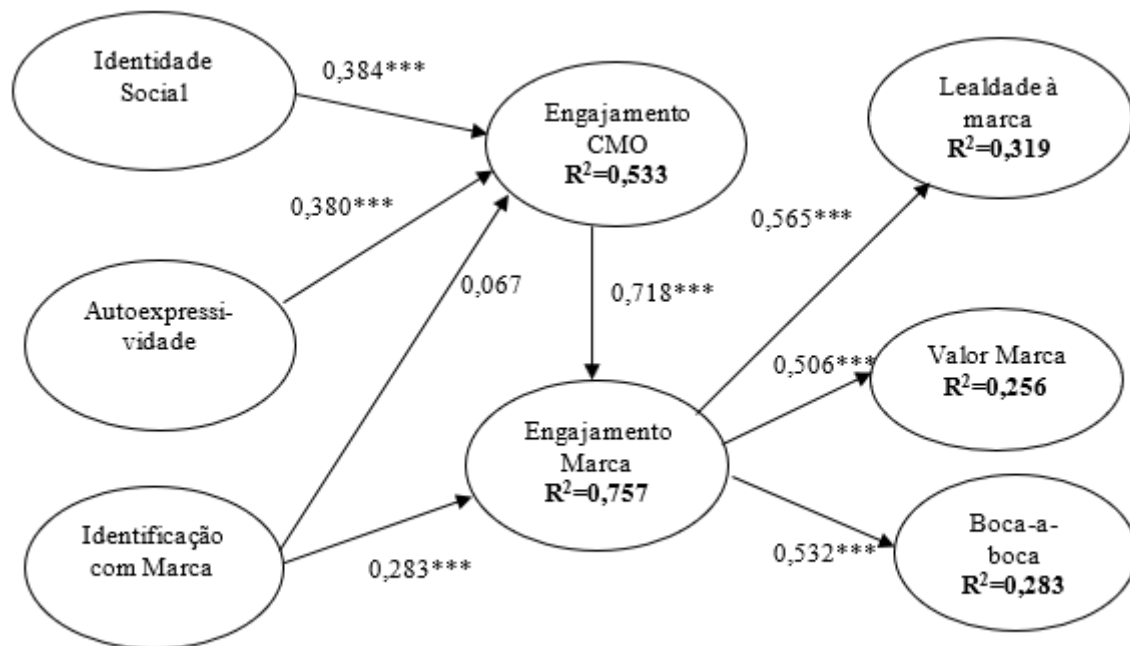 Identidade
Social
0,384***
Engajamento
CMO
R²=0,533
Lealdade à
marca
R²=0,319
0,380***
0,565***
Autoexpressi-
vidade
0,067
0,718***
Valor Marca
R²=0,256
0,506***
Engajamento
Marca
R²=0,757
Identificação
com Marca
0,283***
0,532***
Boca-a-
boca
R²=0,283